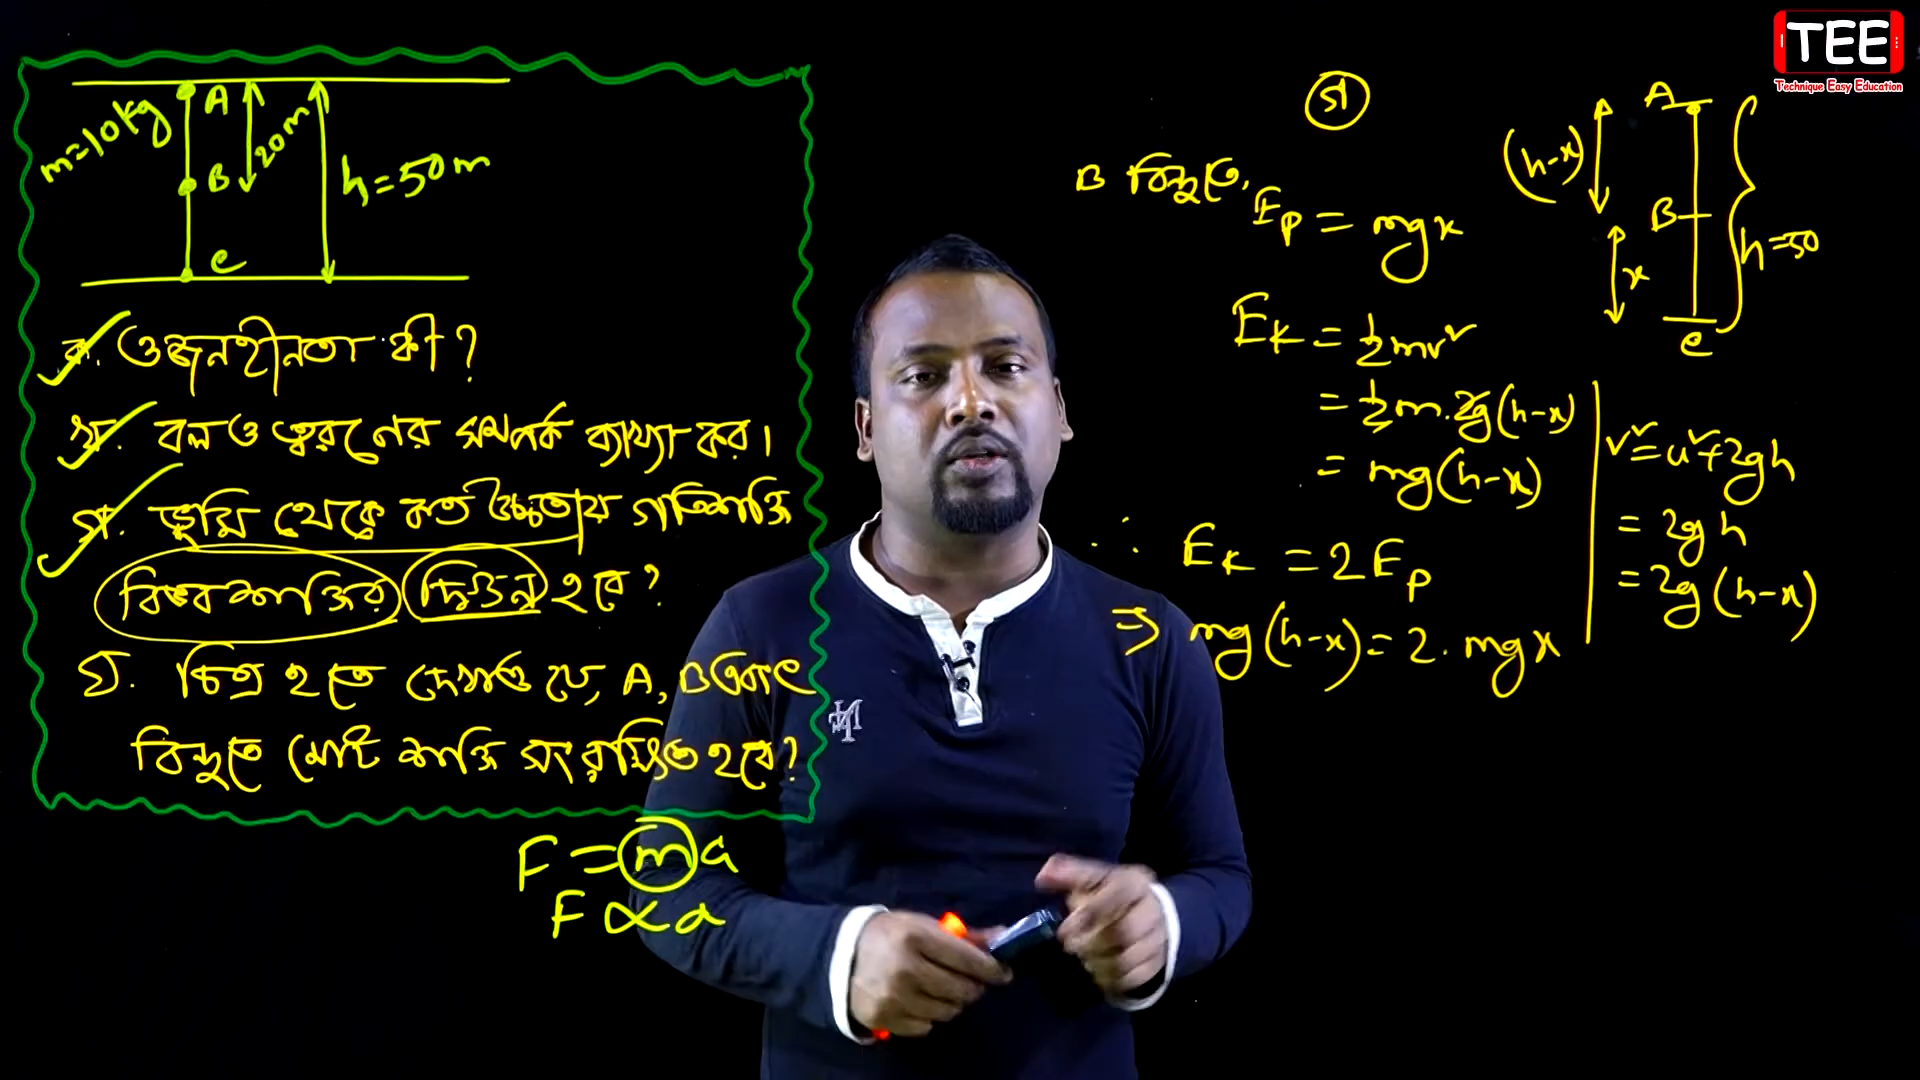 TEE
Technique Easy Education
m=10kg
A
20m
B
h=50m
C
ক. ওজনহীনতা কী?
খ. বল ও ত্বরণের সম্পর্ক ব্যাখ্যা কর।
গ. ভূমি থেকে কত উচ্চতায় গতিশক্তি
বিভবশক্তির দ্বিগুন হবে?
ঘ. চিত্র হতে দেখাও যে, A, B এবং C
বিন্দুতে মোট শক্তি সংরক্ষিত হবে?
F = ma
F ∝ a
গ
B বিন্দুতে,
Eₚ = mgx
Eₖ = ½mv²
= ½m.2g(h-x)
= mg(h-x)
∴ Eₖ = 2Eₚ
⇒ mg(h-x) = 2. mgx
A
(h-x)
B
x
h=50
C
v² = u²+2gh
= 2gh
= 2g(h-x)